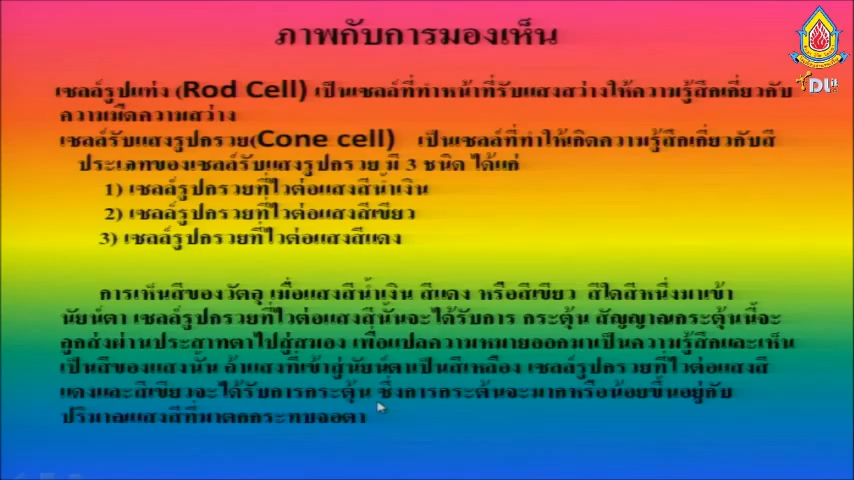 ภาพกับการมองเห็น
เซลล์รูปแท่ง (Rod Cell) เป็นเซลล์ที่ทำหน้าที่รับแสงสว่างให้ความรู้สึกเกี่ยวกับ
ความมืดความสว่าง
เซลล์รับแสงรูปกรวย(Cone cell) เป็นเซลล์ที่ทำให้เกิดความรู้สึกเกี่ยวกับสี
ประเภทของเซลล์รับแสงรูปกรวย มี 3 ชนิด ได้แก่
1) เซลล์รูปกรวยที่ไวต่อแสงสีน้ำเงิน
2) เซลล์รูปกรวยที่ไวต่อแสงสีเขียว
3) เซลล์รูปกรวยที่ไวต่อแสงสีแดง
การเห็นสีของวัตถุ เมื่อแสงสีน้ำเงิน สีแดง หรือสีเขียว สีใดสีหนึ่งมาเข้า
นัยน์ตา เซลล์รูปกรวยที่ไวต่อแสงสีนั้นจะได้รับการ กระตุ้น สัญญาณกระตุ้นนี้จะ
ถูกส่งผ่านประสาทตาไปสู่สมอง เพื่อแปลความหมายออกมาเป็นความรู้สึกและเห็น
เป็นสีของแสงนั้น ถ้าแสงที่เข้าสู่นัยน์ตาเป็นสีเหลือง เซลล์รูปกรวยที่ไวต่อแสงสี
แดงและสีเขียวจะได้รับการกระตุ้น ซึ่งการกระตุ้นจะมากหรือน้อยขึ้นอยู่กับ
ปริมาณแสงสีที่มาตกกระทบจอตา
DLit